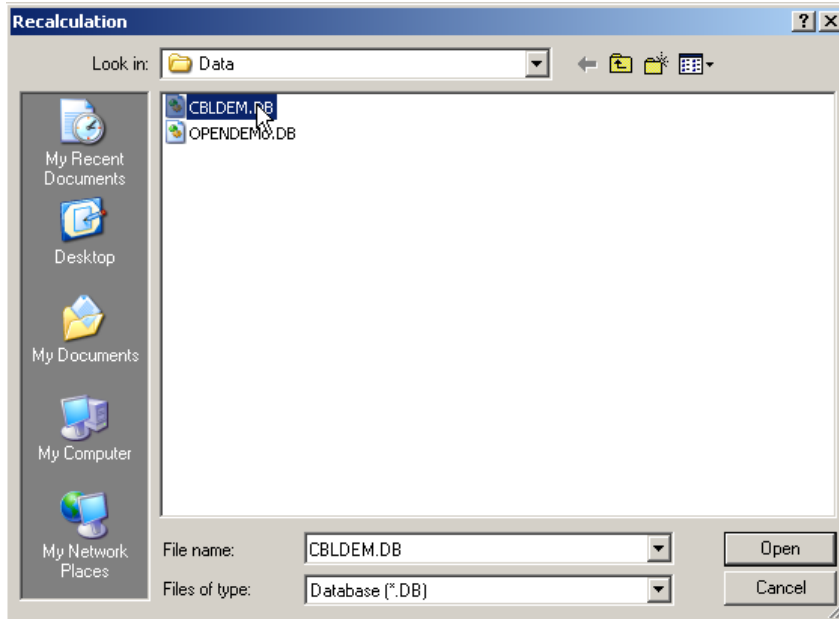 Recalculation
Look in:
Data
CBLDEM.DB
OPENDEMO.DB
My Recent
Documents
Desktop
My Documents
My Computer
My Network
Places
File name:
CBLDEM.DB
Open
Files of type:
Database (*.DB)
Cancel